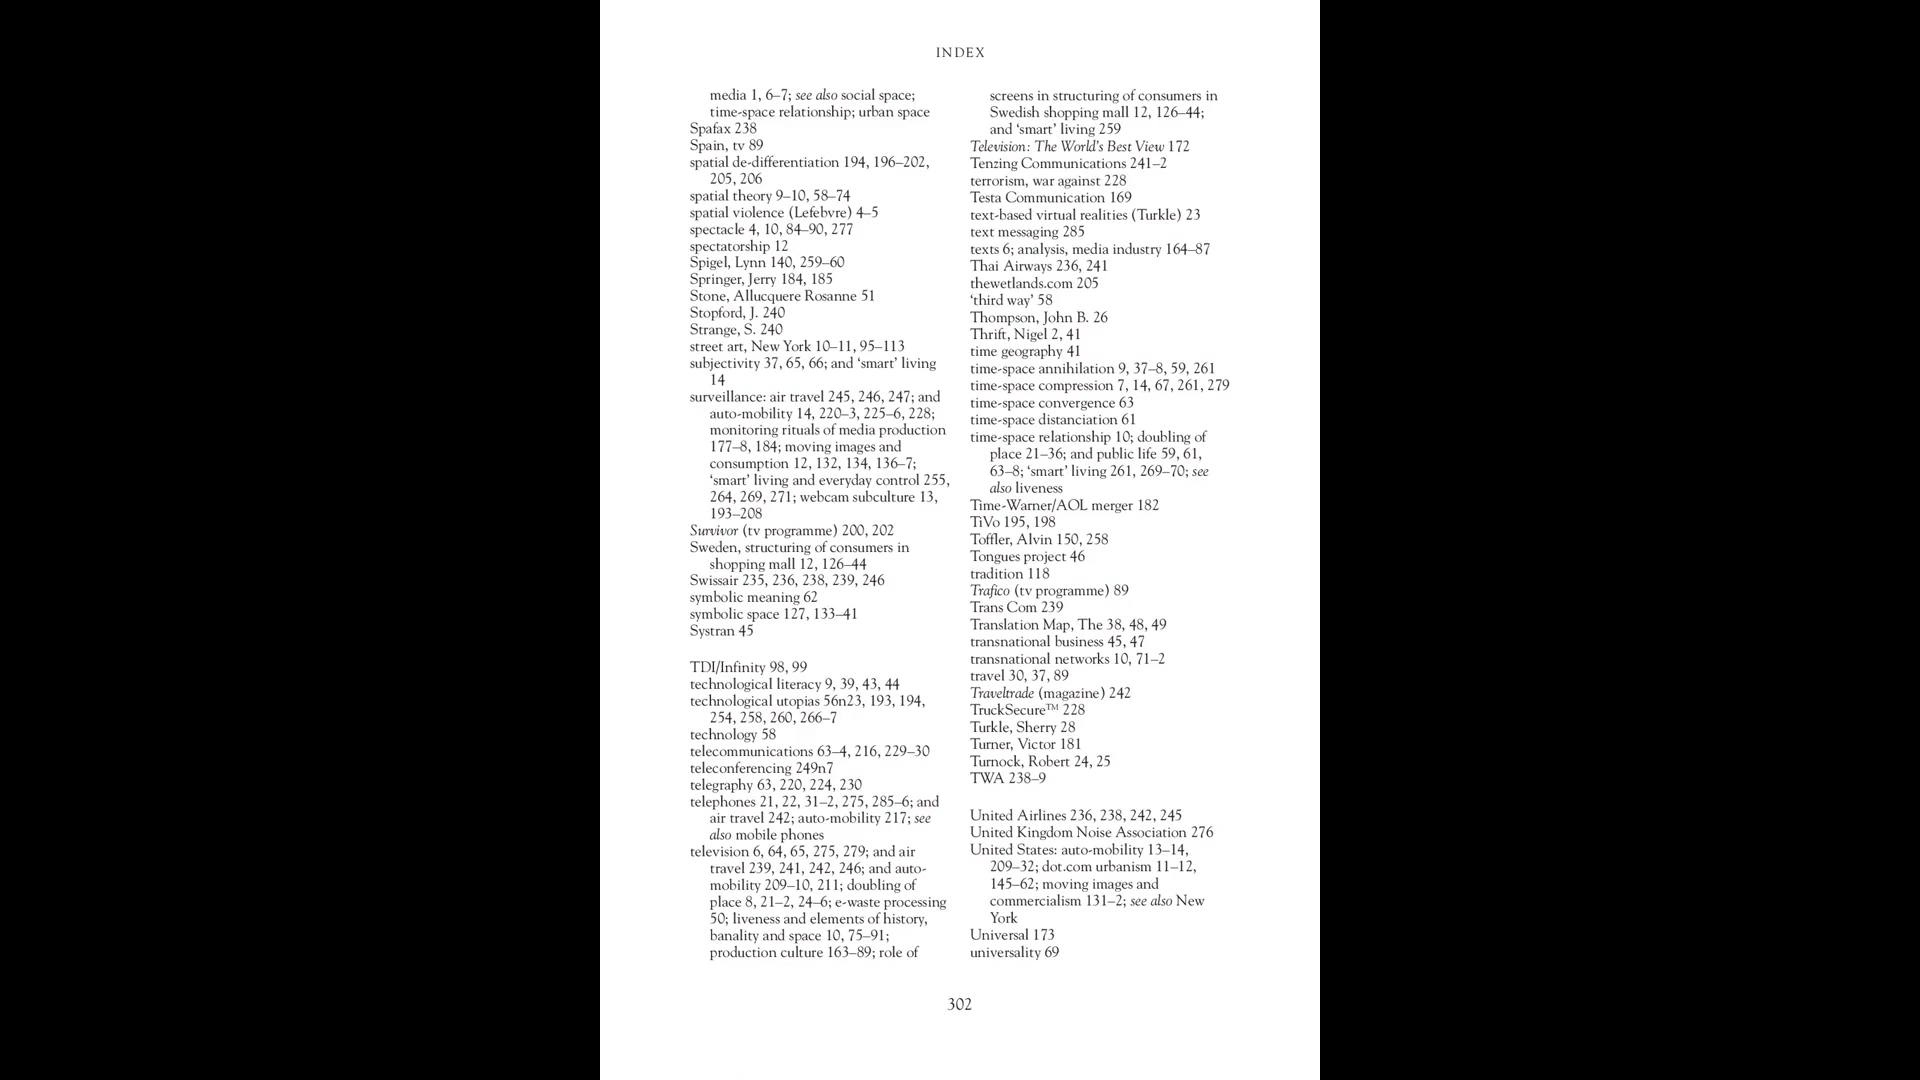 INDEX
media 1, 6–7; see also social space;
time-space relationship; urban space
Spafax 238
Spain, tv 89
spatial de-differentiation 194, 196–202,
205, 206
spatial theory 9–10, 58–74
spatial violence (Lefebvre) 4–5
spectacle 4, 10, 84–90, 277
spectatorship 12
Spigel, Lynn 140, 259–60
Springer, Jerry 184, 185
Stone, Allucquere Rosanne 51
Stopford, J. 240
Strange, S. 240
street art, New York 10–11, 95–113
subjectivity 37, 65, 66; and ‘smart’ living
14
surveillance: air travel 245, 246, 247; and
auto-mobility 14, 220–3, 225–6, 228;
monitoring rituals of media production
177–8, 184; moving images and
consumption 12, 132, 134, 136–7;
‘smart’ living and everyday control 255,
264, 269, 271; webcam subculture 13,
193–208
Survivor (tv programme) 200, 202
Sweden, structuring of consumers in
shopping mall 12, 126–44
Swissair 235, 236, 238, 239, 246
symbolic meaning 62
symbolic space 127, 133–41
Systran 45
TDI/Infinity 98, 99
technological literacy 9, 39, 43, 44
technological utopias 56n23, 193, 194,
254, 258, 260, 266–7
technology 58
telecommunications 63–4, 216, 229–30
teleconferencing 249n7
telegraphy 63, 220, 224, 230
telephones 21, 22, 31–2, 275, 285–6; and
air travel 242; auto-mobility 217; see
also mobile phones
television 6, 64, 65, 275, 279; and air
travel 239, 241, 242, 246; and auto-
mobility 209–10, 211; doubling of
place 8, 21–2, 24–6; e-waste processing
50; liveness and elements of history,
banality and space 10, 75–91;
production culture 163–89; role of
screens in structuring of consumers in
Swedish shopping mall 12, 126–44;
and ‘smart’ living 259
Television: The World's Best View 172
Tenzing Communications 241–2
terrorism, war against 228
Testa Communication 169
text-based virtual realities (Turkle) 23
text messaging 285
texts 6; analysis, media industry 164–87
Thai Airways 236, 241
thewetlands.com 205
‘third way’ 58
Thompson, John B. 26
Thrift, Nigel 2, 41
time geography 41
time-space annihilation 9, 37–8, 59, 261
time-space compression 7, 14, 67, 261, 279
time-space convergence 63
time-space distanciation 61
time-space relationship 10; doubling of
place 21–36; and public life 59, 61,
63–8; ‘smart’ living 261, 269–70; see
also liveness
Time-Warner/AOL merger 182
TiVo 195, 198
Toffler, Alvin 150, 258
Tongues project 46
tradition 118
Trafico (tv programme) 89
Trans Com 239
Translation Map, The 38, 48, 49
transnational business 45, 47
transnational networks 10, 71–2
travel 30, 37, 89
Traveltrade (magazine) 242
TruckSecure™ 228
Turkle, Sherry 28
Turner, Victor 181
Turnock, Robert 24, 25
TWA 238–9
United Airlines 236, 238, 242, 245
United Kingdom Noise Association 276
United States: auto-mobility 13–14,
209–32; dot.com urbanism 11–12,
145–62; moving images and
commercialism 131–2; see also New
York
Universal 173
universality 69
302